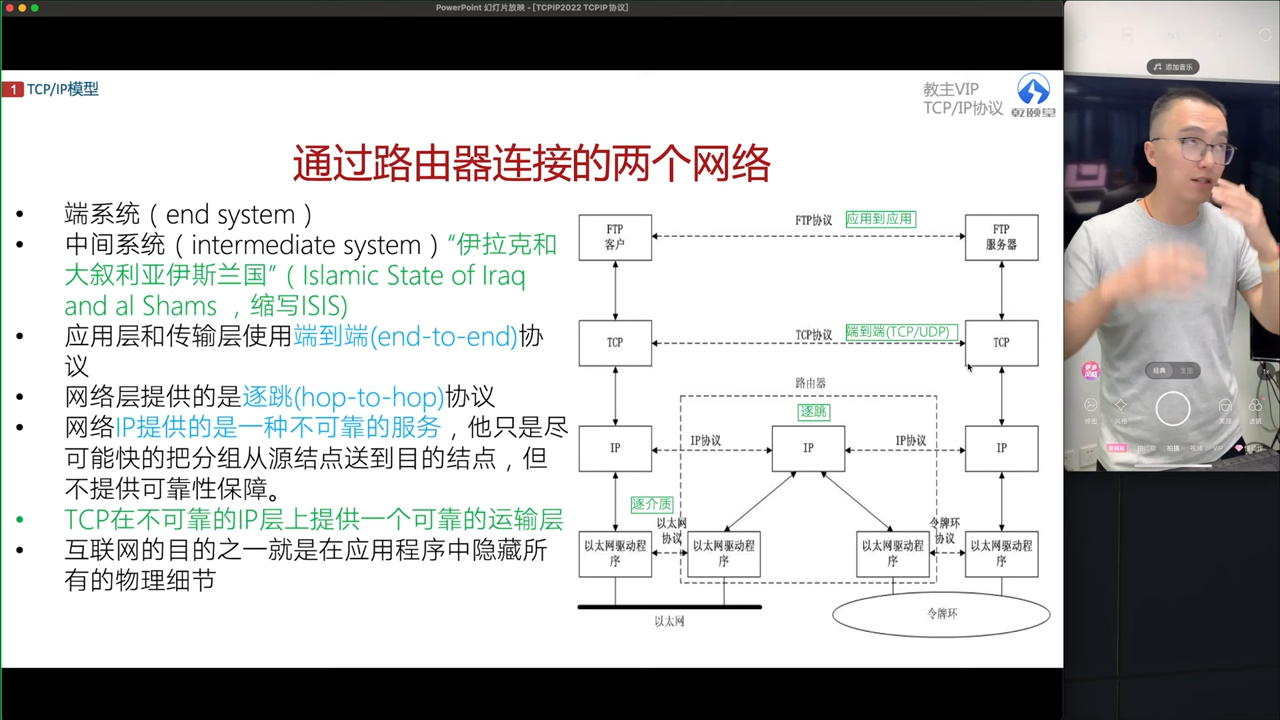 PowerPoint 幻灯片放映 - [TCPIP2022 TCPIP协议]
1 TCP/IP模型
教主VIP
TCP/IP协议
乾颐堂
通过路由器连接的两个网络
• 端系统（end system）
• 中间系统（intermediate system）“伊拉克和
大叙利亚伊斯兰国”（Islamic State of Iraq
and al Shams ，缩写ISIS)
• 应用层和传输层使用端到端(end-to-end)协
议
• 网络层提供的是逐跳(hop-to-hop)协议
• 网络IP提供的是一种不可靠的服务，他只是尽
可能快的把分组从源结点送到目的结点，但
不提供可靠性保障。
• TCP在不可靠的IP层上提供一个可靠的运输层
• 互联网的目的之一就是在应用程序中隐藏所
有的物理细节
FTP
客户
FTP协议
应用到应用
FTP
服务器
TCP
TCP协议
端到端(TCP/UDP)
TCP
路由器
逐跳
IP
IP协议
IP
IP协议
IP
逐介质
以太网
协议
令牌环
协议
以太网驱动程
序
以太网驱动程
序
以太网驱动程
序
以太网驱动程
序
以太网
令牌环
添加音乐
经典
1x
拍摄
视频